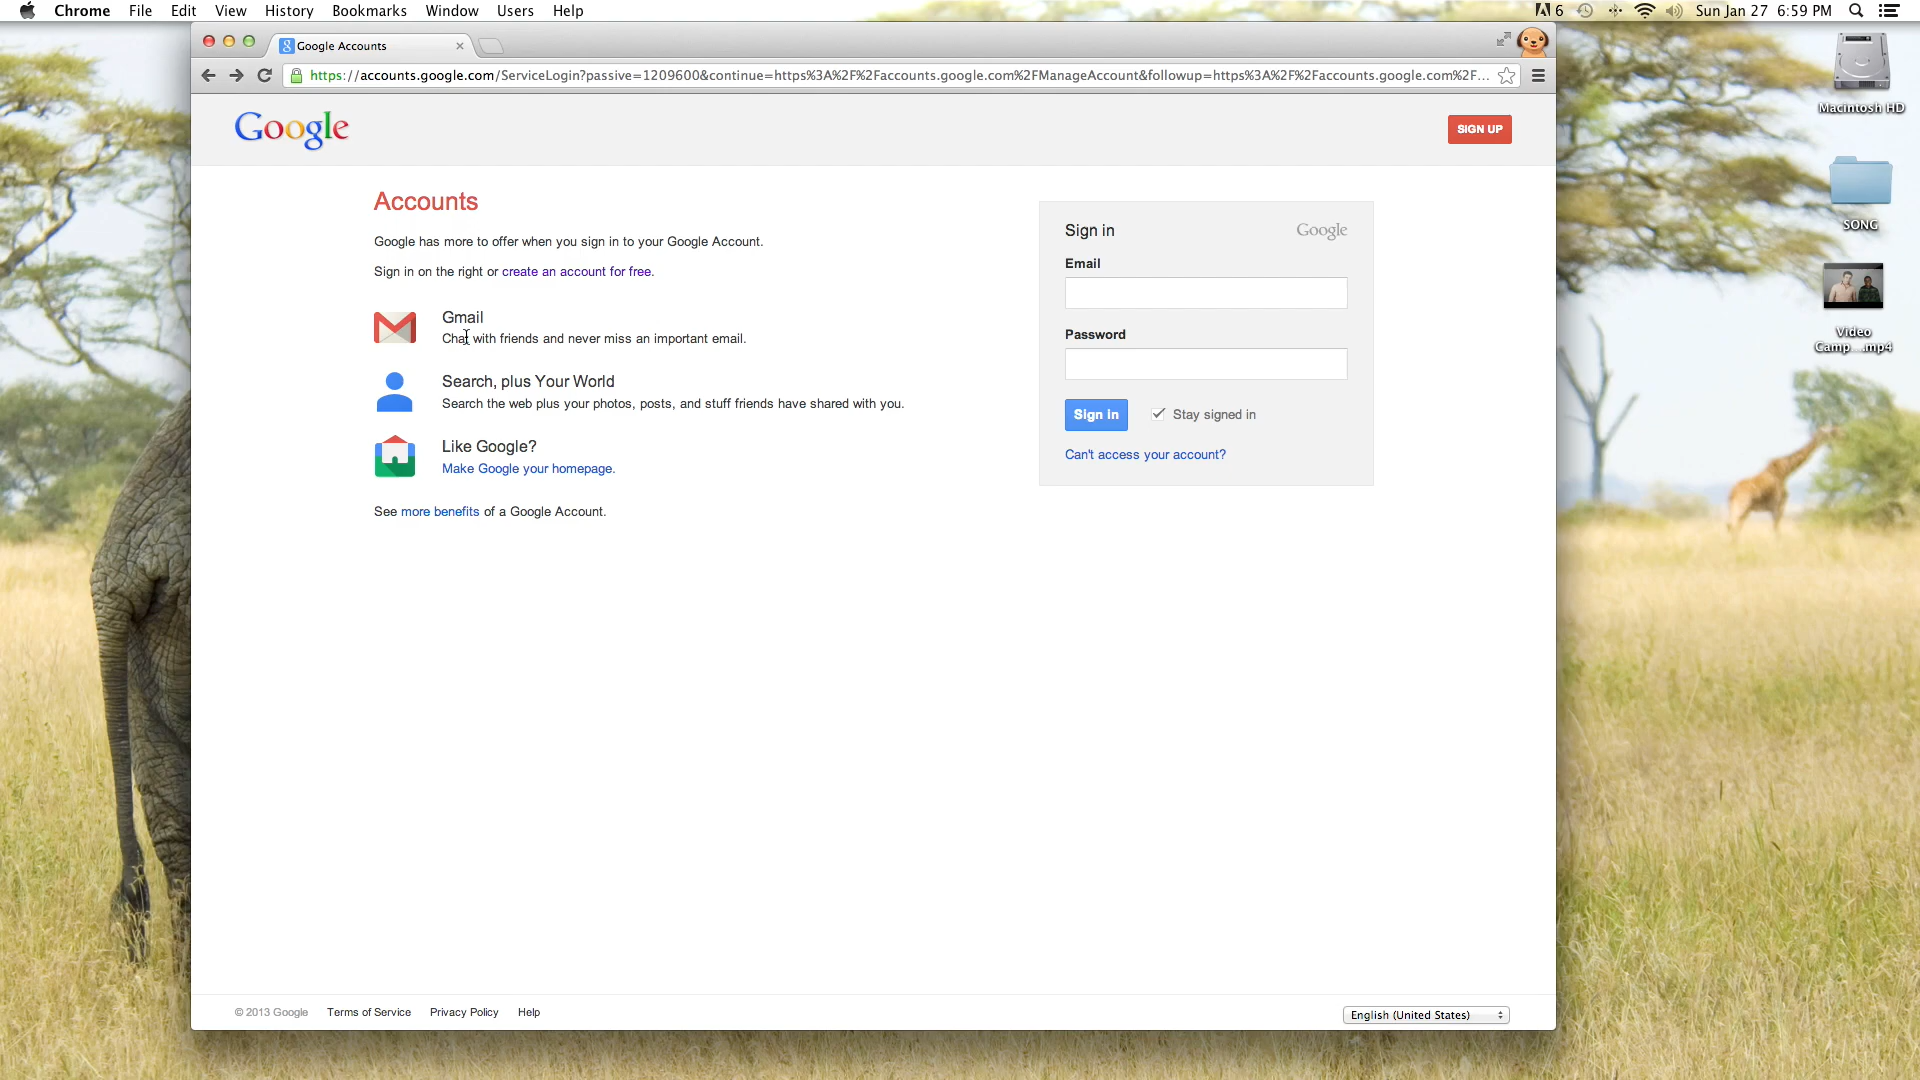 Chrome File Edit View History Bookmarks Window Users Help
6 Sun Jan 27 6:59 PM
Google Accounts
https://accounts.google.com/ServiceLogin?passive=1209600&continue=https%3A%2F%2Faccounts.google.com%2FManageAccount&followup=https%3A%2F%2Faccounts.google.com%2F...
Google
SIGN UP
Accounts
Google has more to offer when you sign in to your Google Account.
Sign in on the right or create an account for free.
Gmail
Chat with friends and never miss an important email.
Search, plus Your World
Search the web plus your photos, posts, and stuff friends have shared with you.
Like Google?
Make Google your homepage.
See more benefits of a Google Account.
Sign in Google
Email
Password
Sign in Stay signed in
Can't access your account?
© 2013 Google Terms of Service Privacy Policy Help
English (United States)
Macintosh HD
SONG
Video
Camp ....mp4